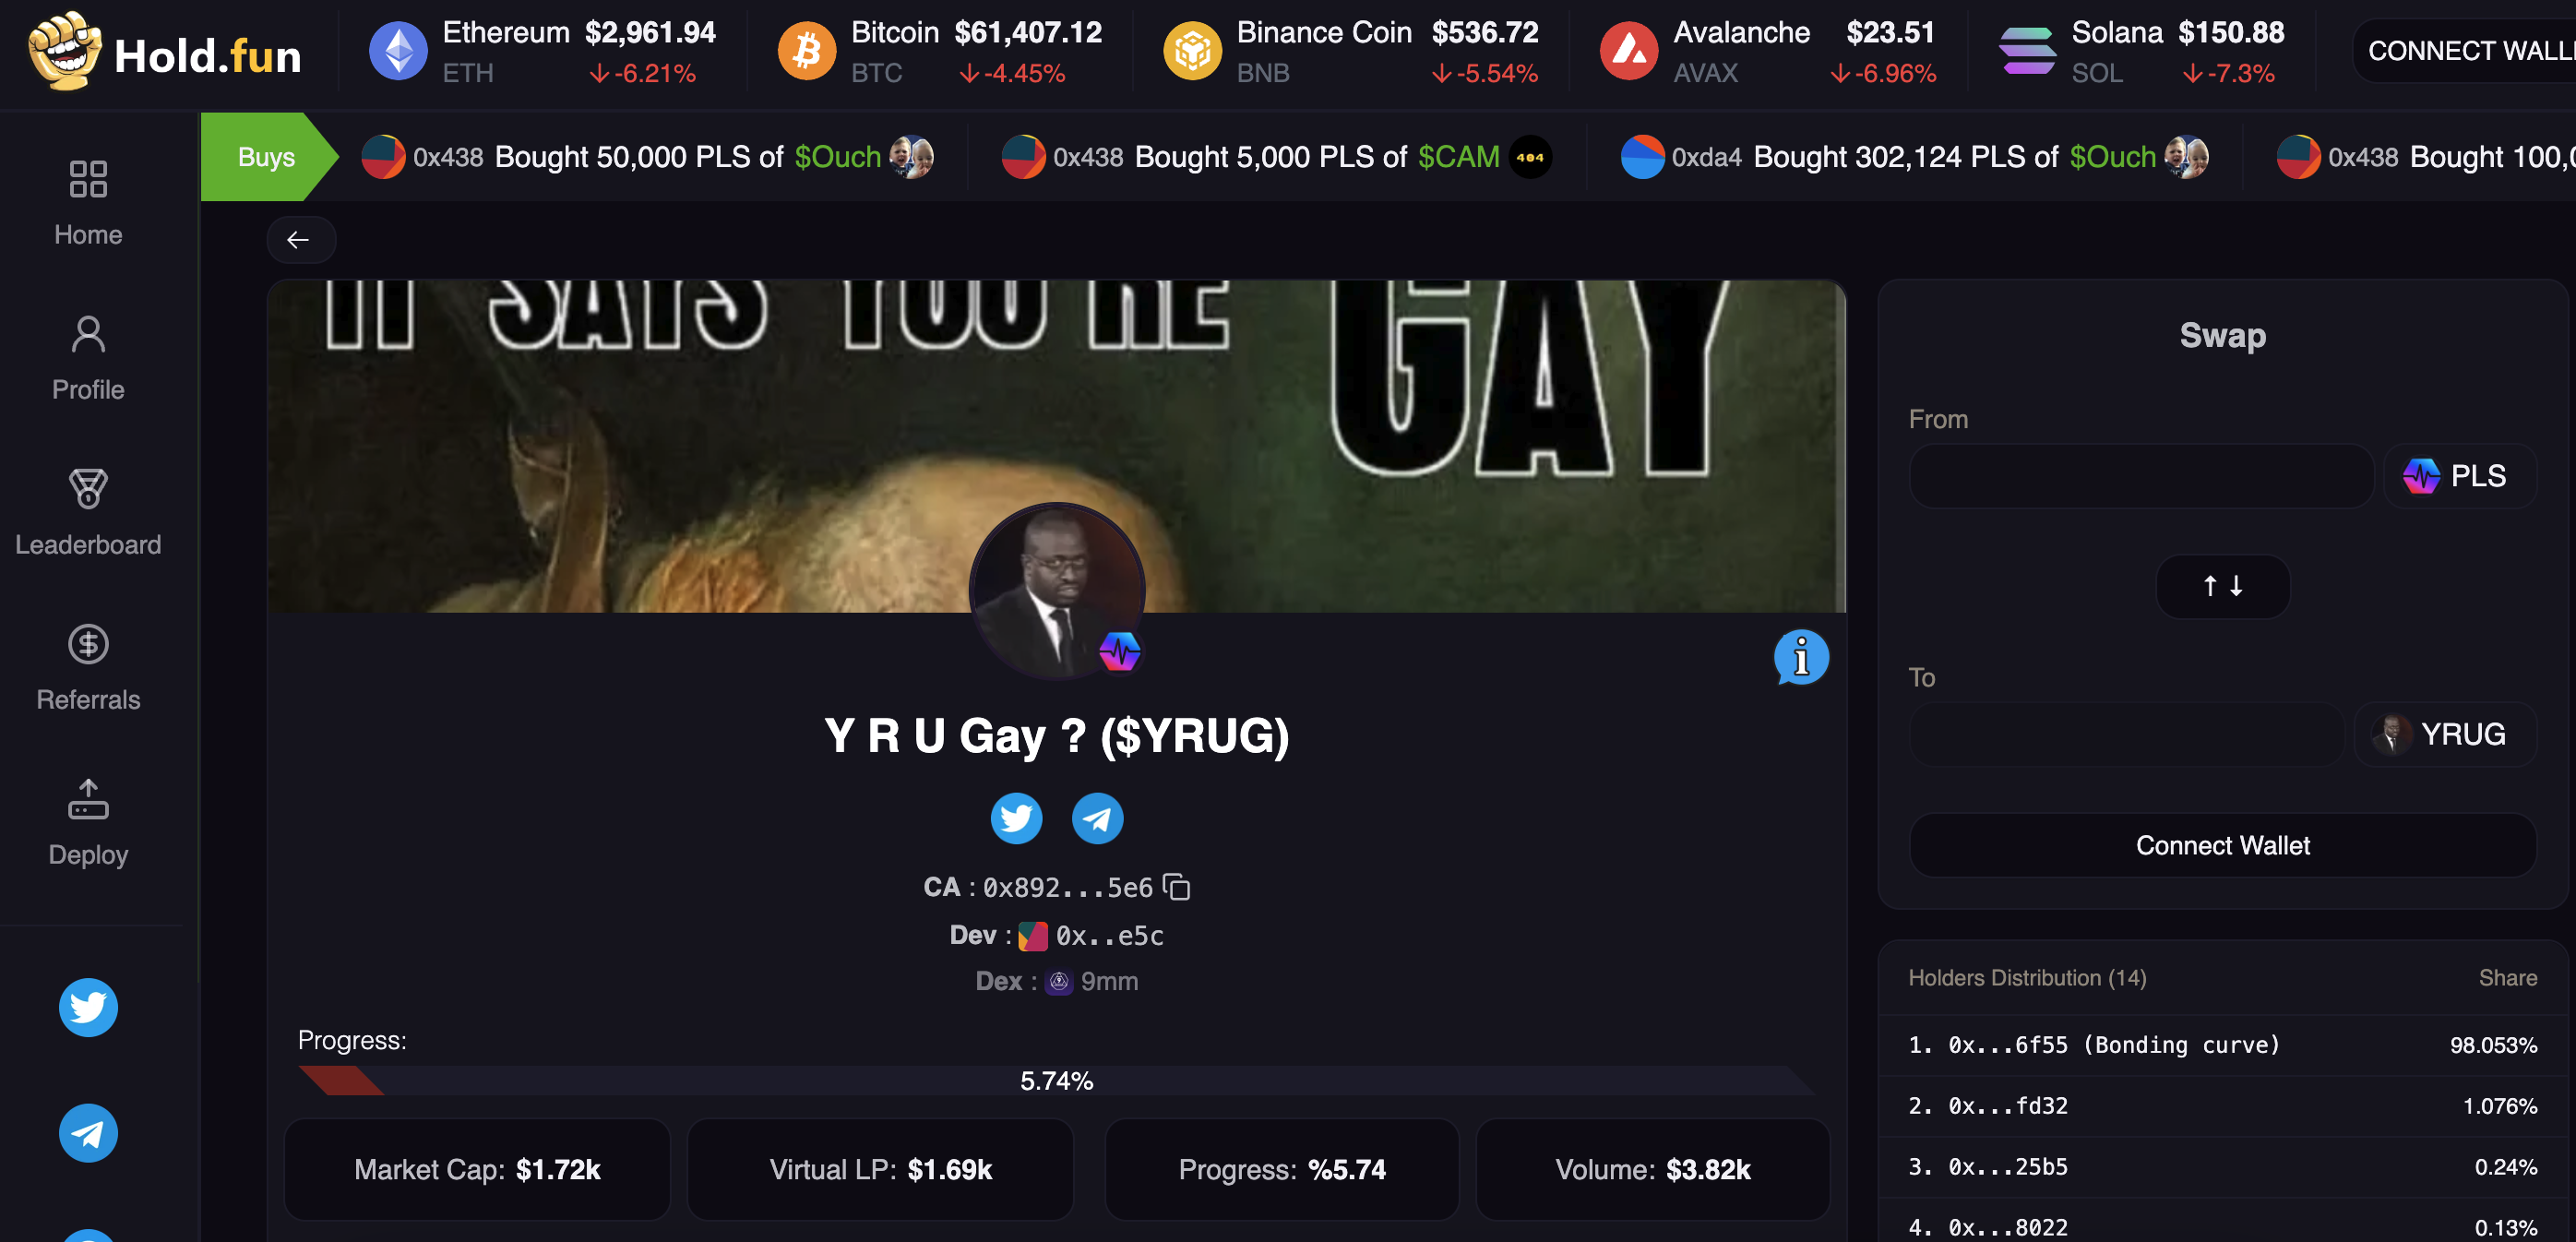 Hold.fun
Ethereum $2,961.94
ETH -6.21%
Bitcoin $61,407.12
BTC -4.45%
Binance Coin $536.72
BNB -5.54%
Avalanche $23.51
AVAX -6.96%
Solana $150.88
SOL -7.3%
CONNECT
Buys
0x438 Bought 50,000 PLS of $Ouch
0x438 Bought 5,000 PLS of $CAM 404
0xda4 Bought 302,124 PLS of $Ouch
0x438 Bought
Home
Profile
Leaderboard
Referrals
Deploy
IT SAYS YOU'RE GAY
Y R U Gay ? ($YRUG)
CA : 0x892...5e6
Dev : 0x..e5c
Dex : 9mm
Progress:
5.74%
Market Cap: $1.72k
Virtual LP: $1.69k
Progress: %5.74
Volume: $3.82k
Swap
From
PLS
To
YRUG
Connect Wallet
Holders Distribution (14) Share
1. 0x...6f55 (Bonding curve) 98.053%
2. 0x...fd32 1.076%
3. 0x...25b5 0.24%
4. 0x...8022 0.13%